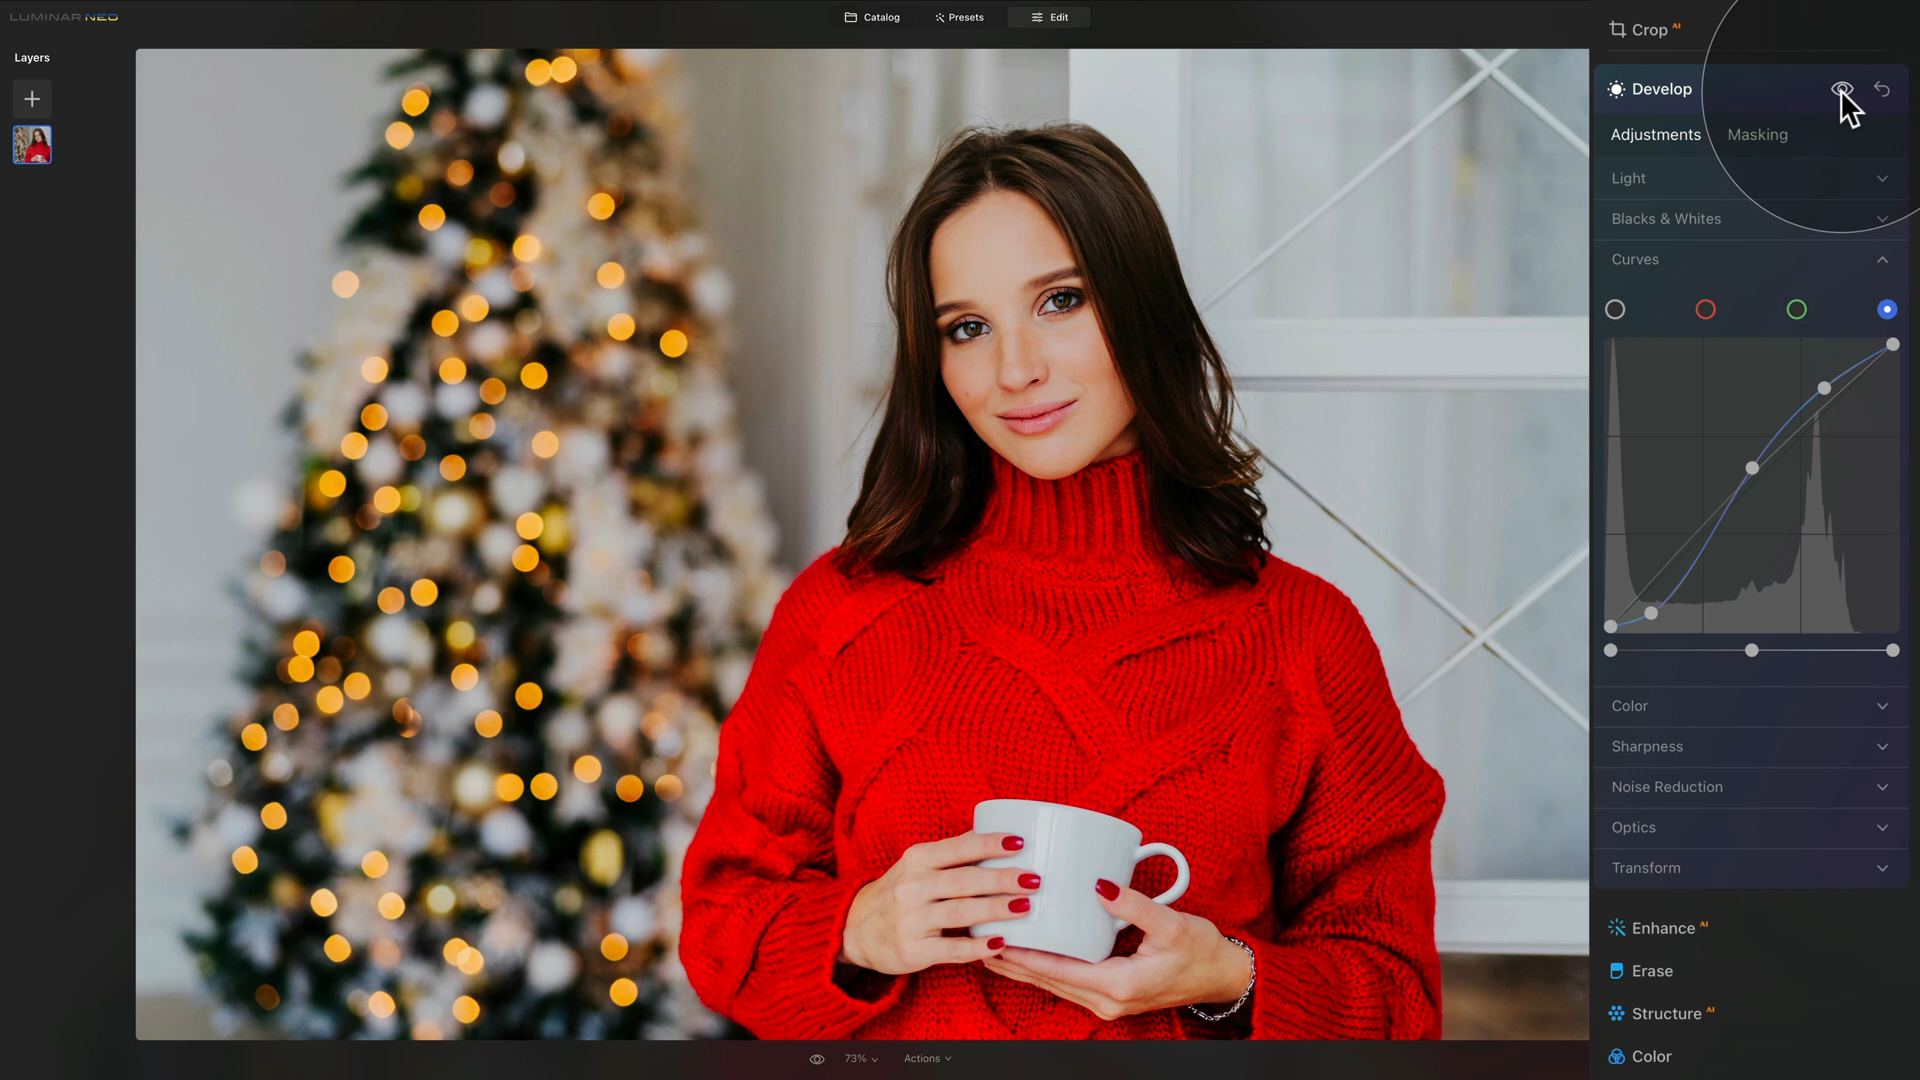 LUMINAR NEO
Catalog
Presets
Edit
Layers
Crop AI
Develop
Adjustments
Masking
Light
Blacks & Whites
Curves
Color
Sharpness
Noise Reduction
Optics
Transform
Enhance AI
Erase
Structure AI
Color
73%
Actions